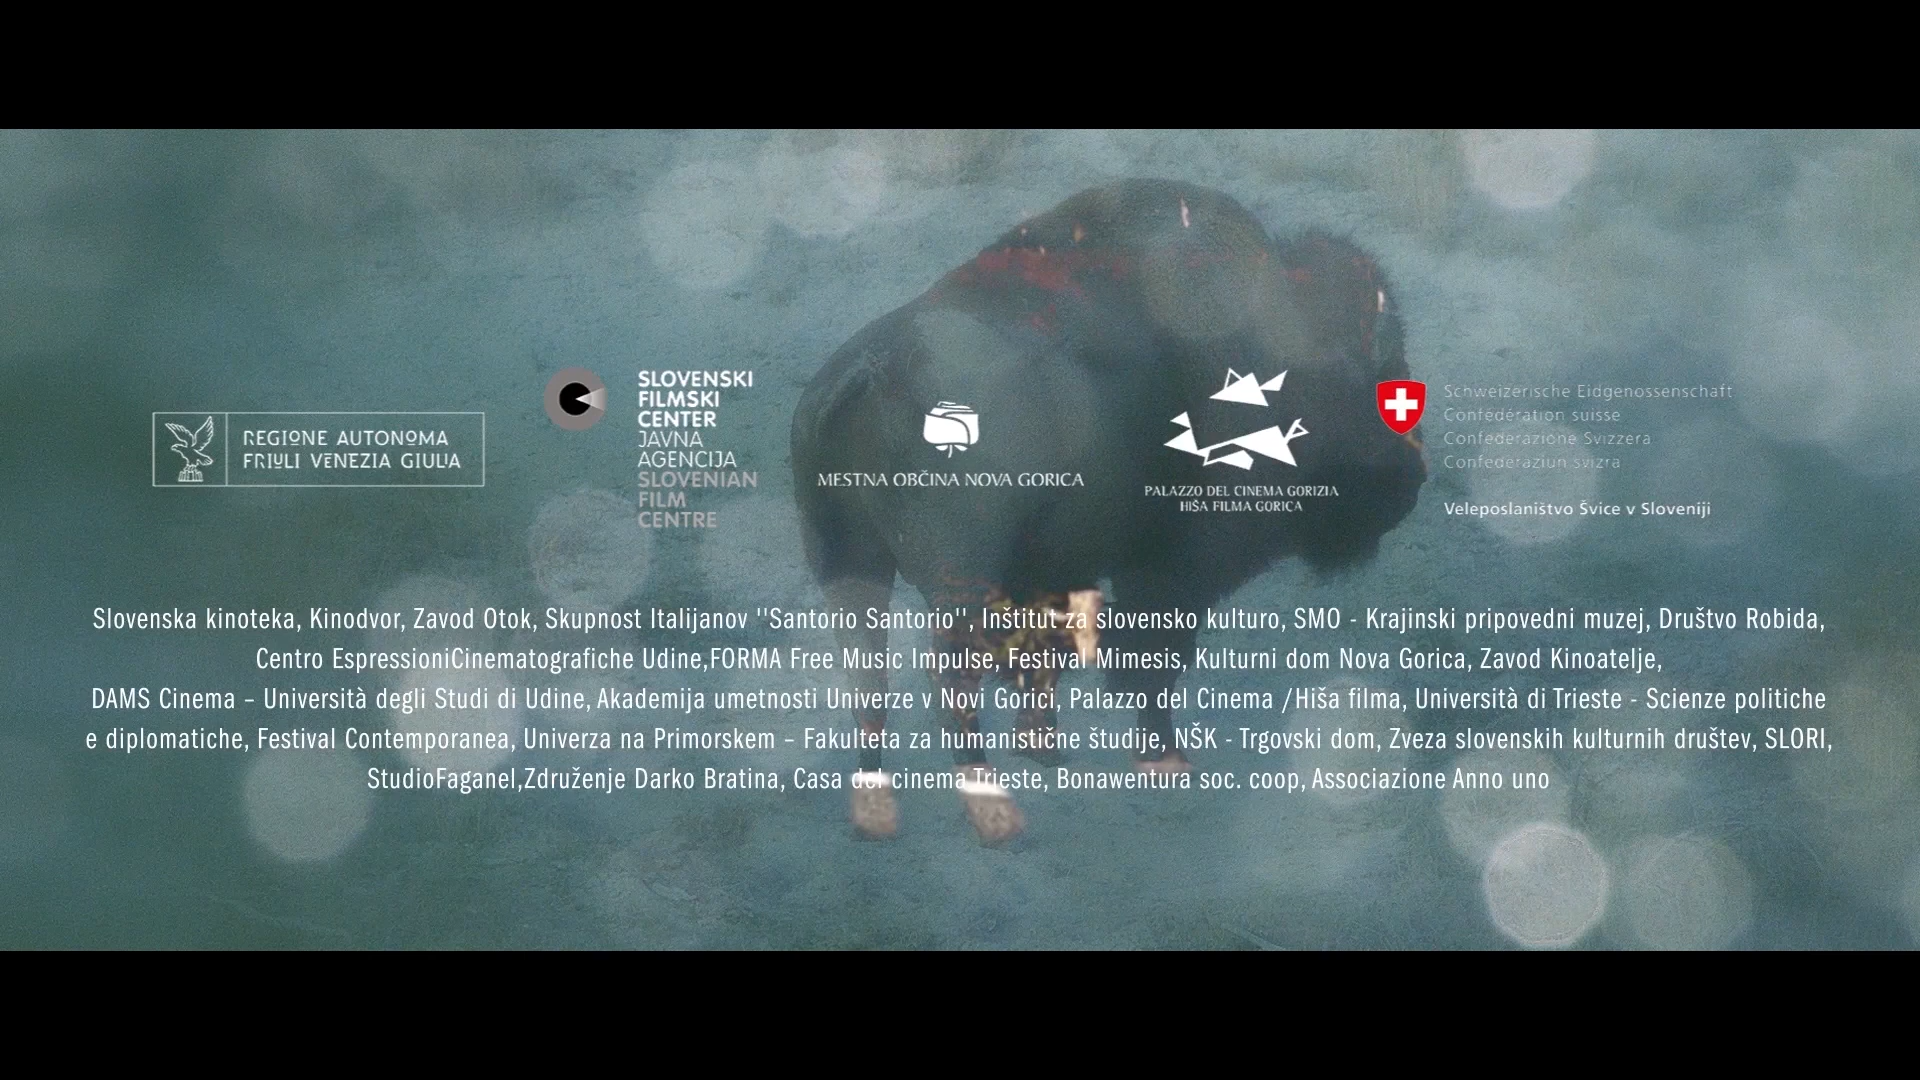 REGIONE AUTONOMA
FRIULI VENEZIA GIULIA
SLOVENSKI
FILMSKI
CENTER
JAVNA
AGENCIJA
SLOVENIAN
FILM
CENTRE
MESTNA OBČINA NOVA GORICA
PALAZZO DEL CINEMA GORIZIA
HIŠA FILMA GORICA
Schweizerische Eidgenossenschaft
Confédération suisse
Confederazione Svizzera
Confederaziun svizra
Veleposlaništvo Švice v Sloveniji
Slovenska kinoteka, Kinodvor, Zavod Otok, Skupnost Italijanov ''Santorio Santorio'', Inštitut za slovensko kulturo, SMO - Krajinski pripovedni muzej, Društvo Robida,
Centro EspressioniCinematografiche Udine,FORMA Free Music Impulse, Festival Mimesis, Kulturni dom Nova Gorica, Zavod Kinoatelje,
DAMS Cinema – Università degli Studi di Udine, Akademija umetnosti Univerze v Novi Gorici, Palazzo del Cinema /Hiša filma, Università di Trieste - Scienze politiche
e diplomatiche, Festival Contemporanea, Univerza na Primorskem – Fakulteta za humanistične študije, NŠK - Trgovski dom, Zveza slovenskih kulturnih društev, SLORI,
StudioFaganel,Združenje Darko Bratina, Casa del cinema Trieste, Bonawentura soc. coop, Associazione Anno uno